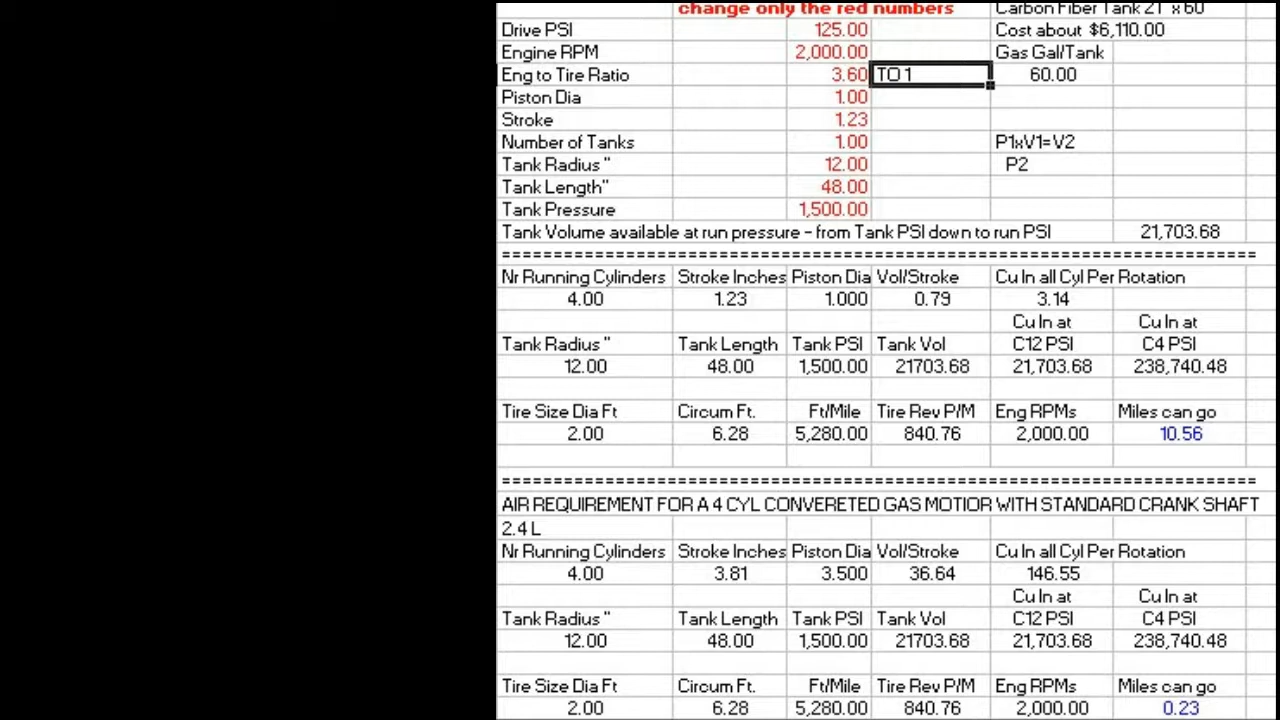 change only the red numbers Carbon Fiber Tank 21" x 60
Drive PSI 125.00 Cost about $6,110.00
Engine RPM 2,000.00 Gas Gal/Tank
Eng to Tire Ratio 3.60 TO 1 60.00
Piston Dia 1.00
Stroke 1.23
Number of Tanks 1.00 P1xV1=V2
Tank Radius " 12.00 P2
Tank Length" 48.00
Tank Pressure 1,500.00
Tank Volume available at run pressure - from Tank PSI down to run PSI 21,703.68
====================================================================
Nr Running Cylinders Stroke Inches Piston Dia Vol/Stroke Cu In all Cyl Per Rotation
4.00 1.23 1.000 0.79 3.14
Cu In at Cu In at
Tank Radius " Tank Length Tank PSI Tank Vol C12 PSI C4 PSI
12.00 48.00 1,500.00 21703.68 21,703.68 238,740.48
Tire Size Dia Ft Circum Ft. Ft/Mile Tire Rev P/M Eng RPMs Miles can go
2.00 6.28 5,280.00 840.76 2,000.00 10.56
====================================================================
AIR REQUIREMENT FOR A 4 CYL CONVERETED GAS MOTIOR WITH STANDARD CRANK SHAFT
2.4 L
Nr Running Cylinders Stroke Inches Piston Dia Vol/Stroke Cu In all Cyl Per Rotation
4.00 3.81 3.500 36.64 146.55
Cu In at Cu In at
Tank Radius " Tank Length Tank PSI Tank Vol C12 PSI C4 PSI
12.00 48.00 1,500.00 21703.68 21,703.68 238,740.48
Tire Size Dia Ft Circum Ft. Ft/Mile Tire Rev P/M Eng RPMs Miles can go
2.00 6.28 5,280.00 840.76 2,000.00 0.23